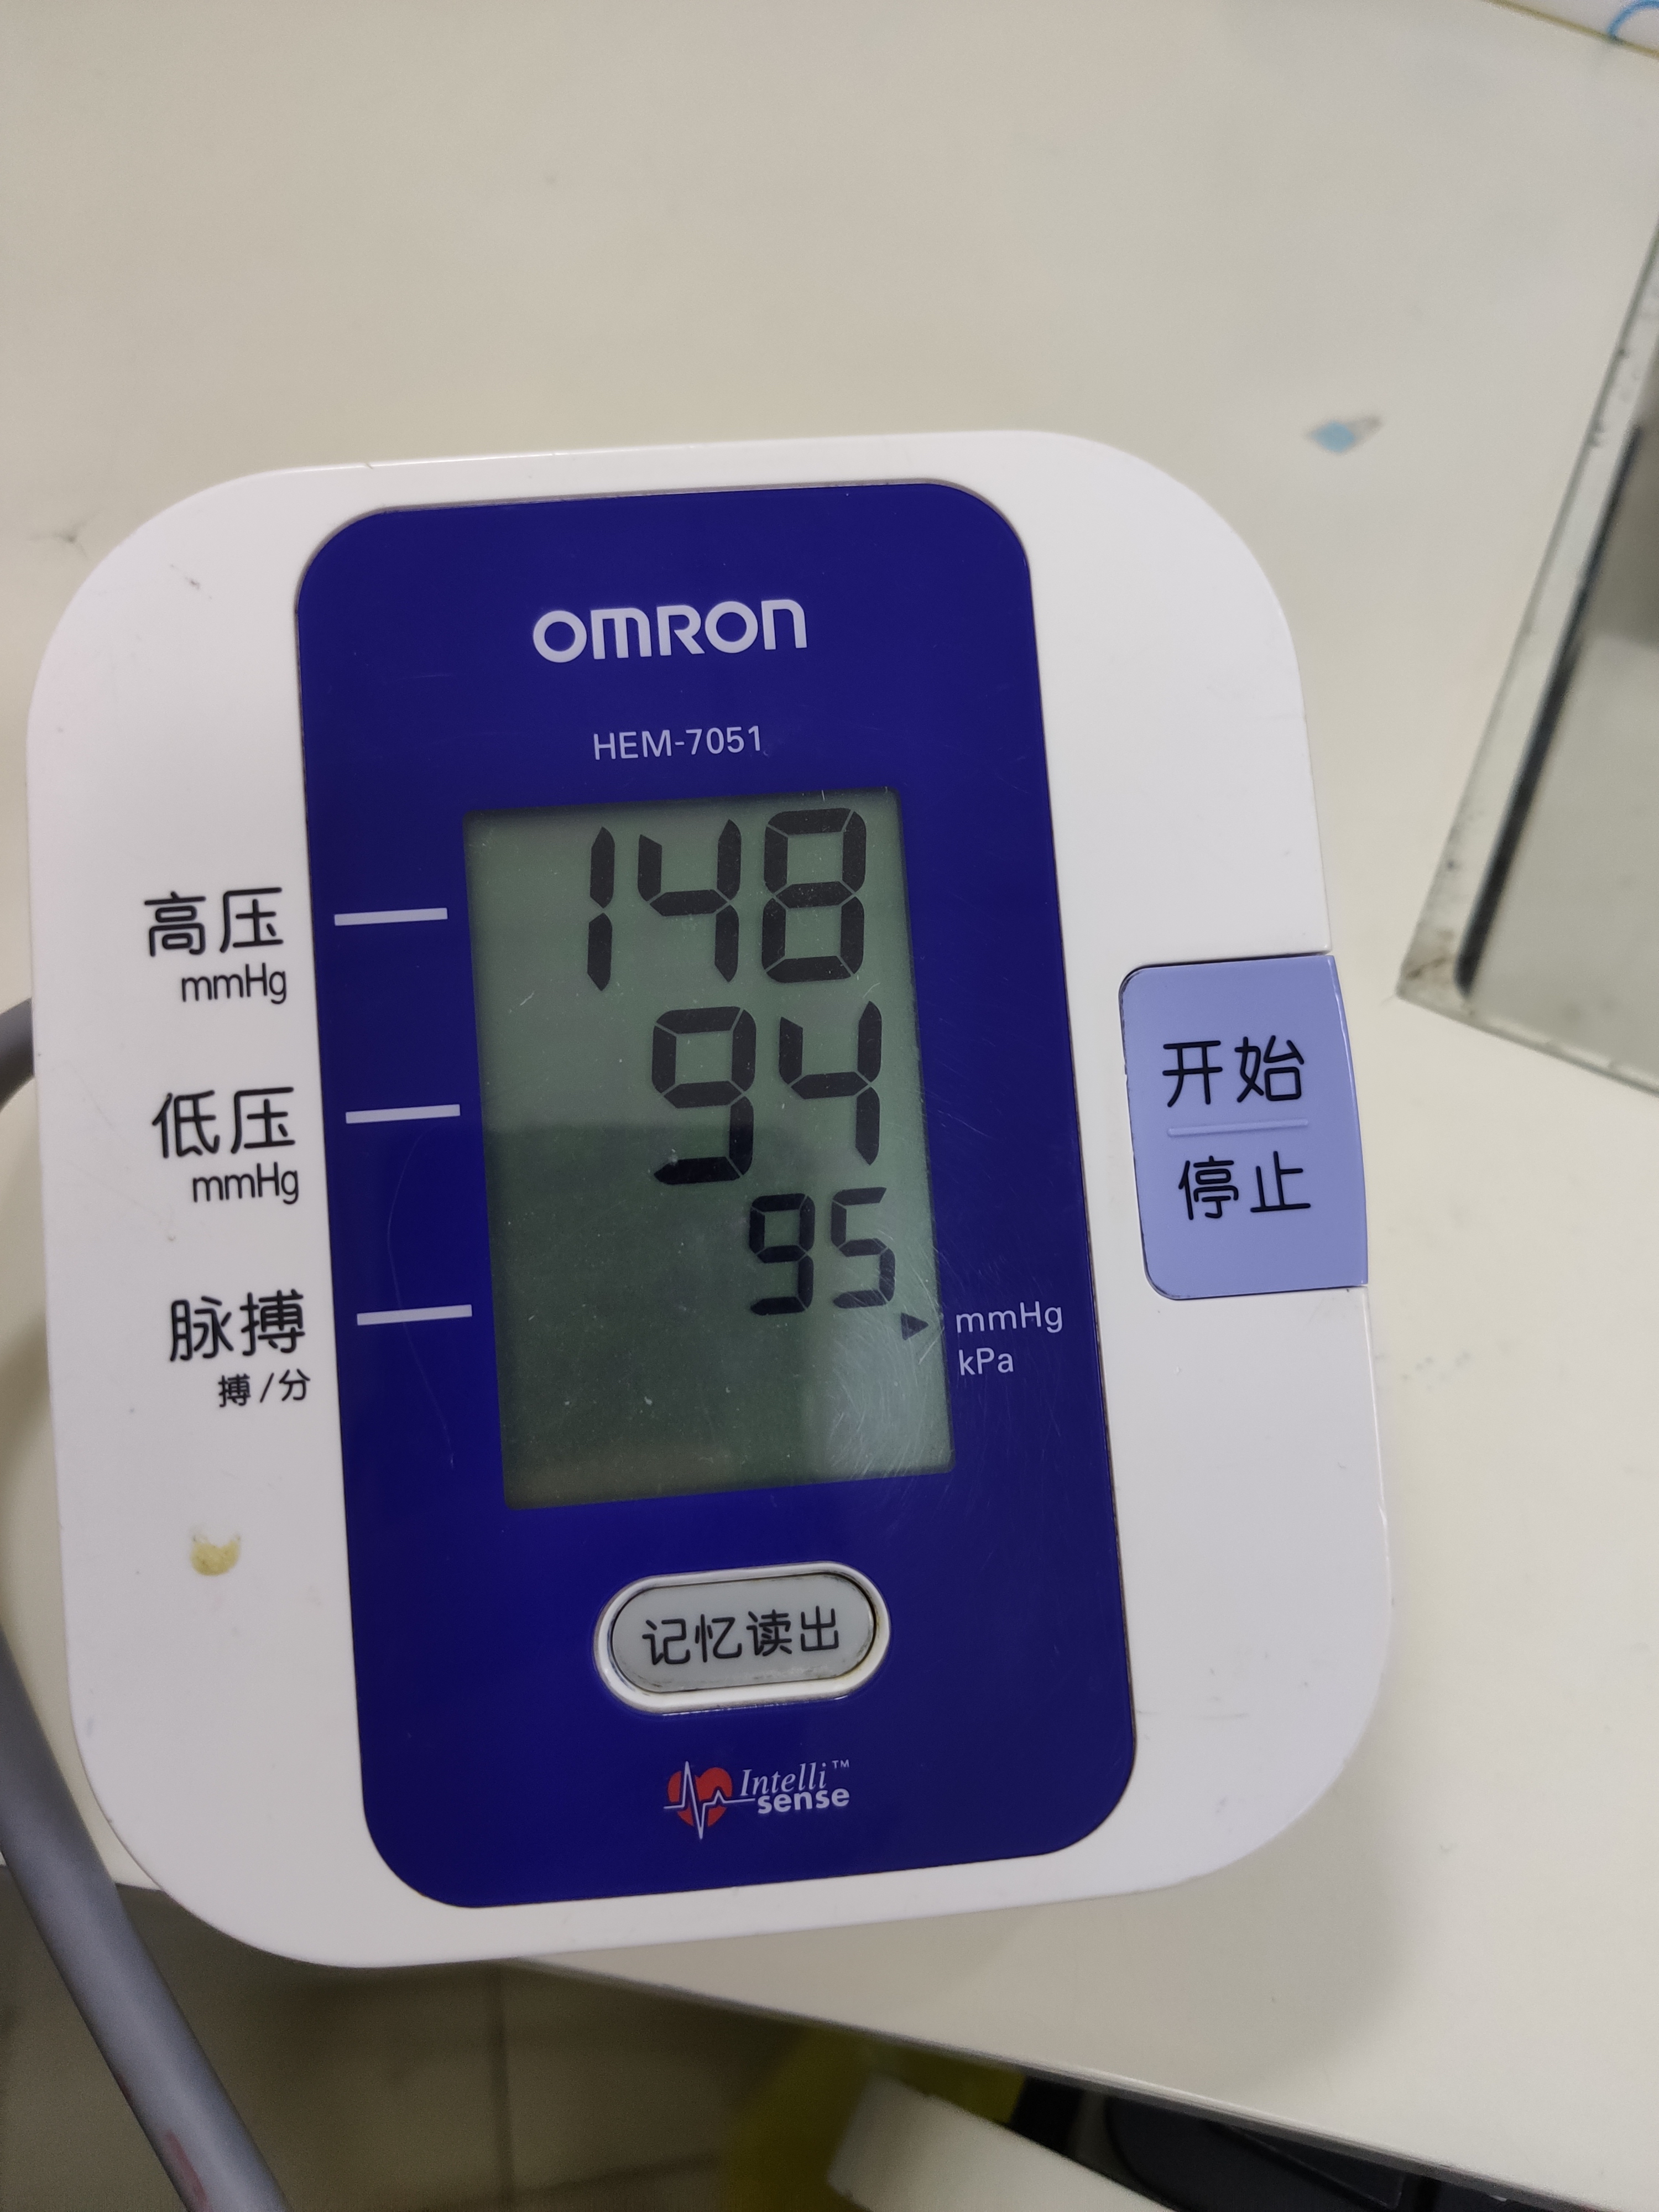 OMRON
HEM-7051
148
高压
mmHg
94
低压
mmHg
95
脉搏
搏/分
mmHg
kPa
开始
停止
记忆读出
Intelli™
sense